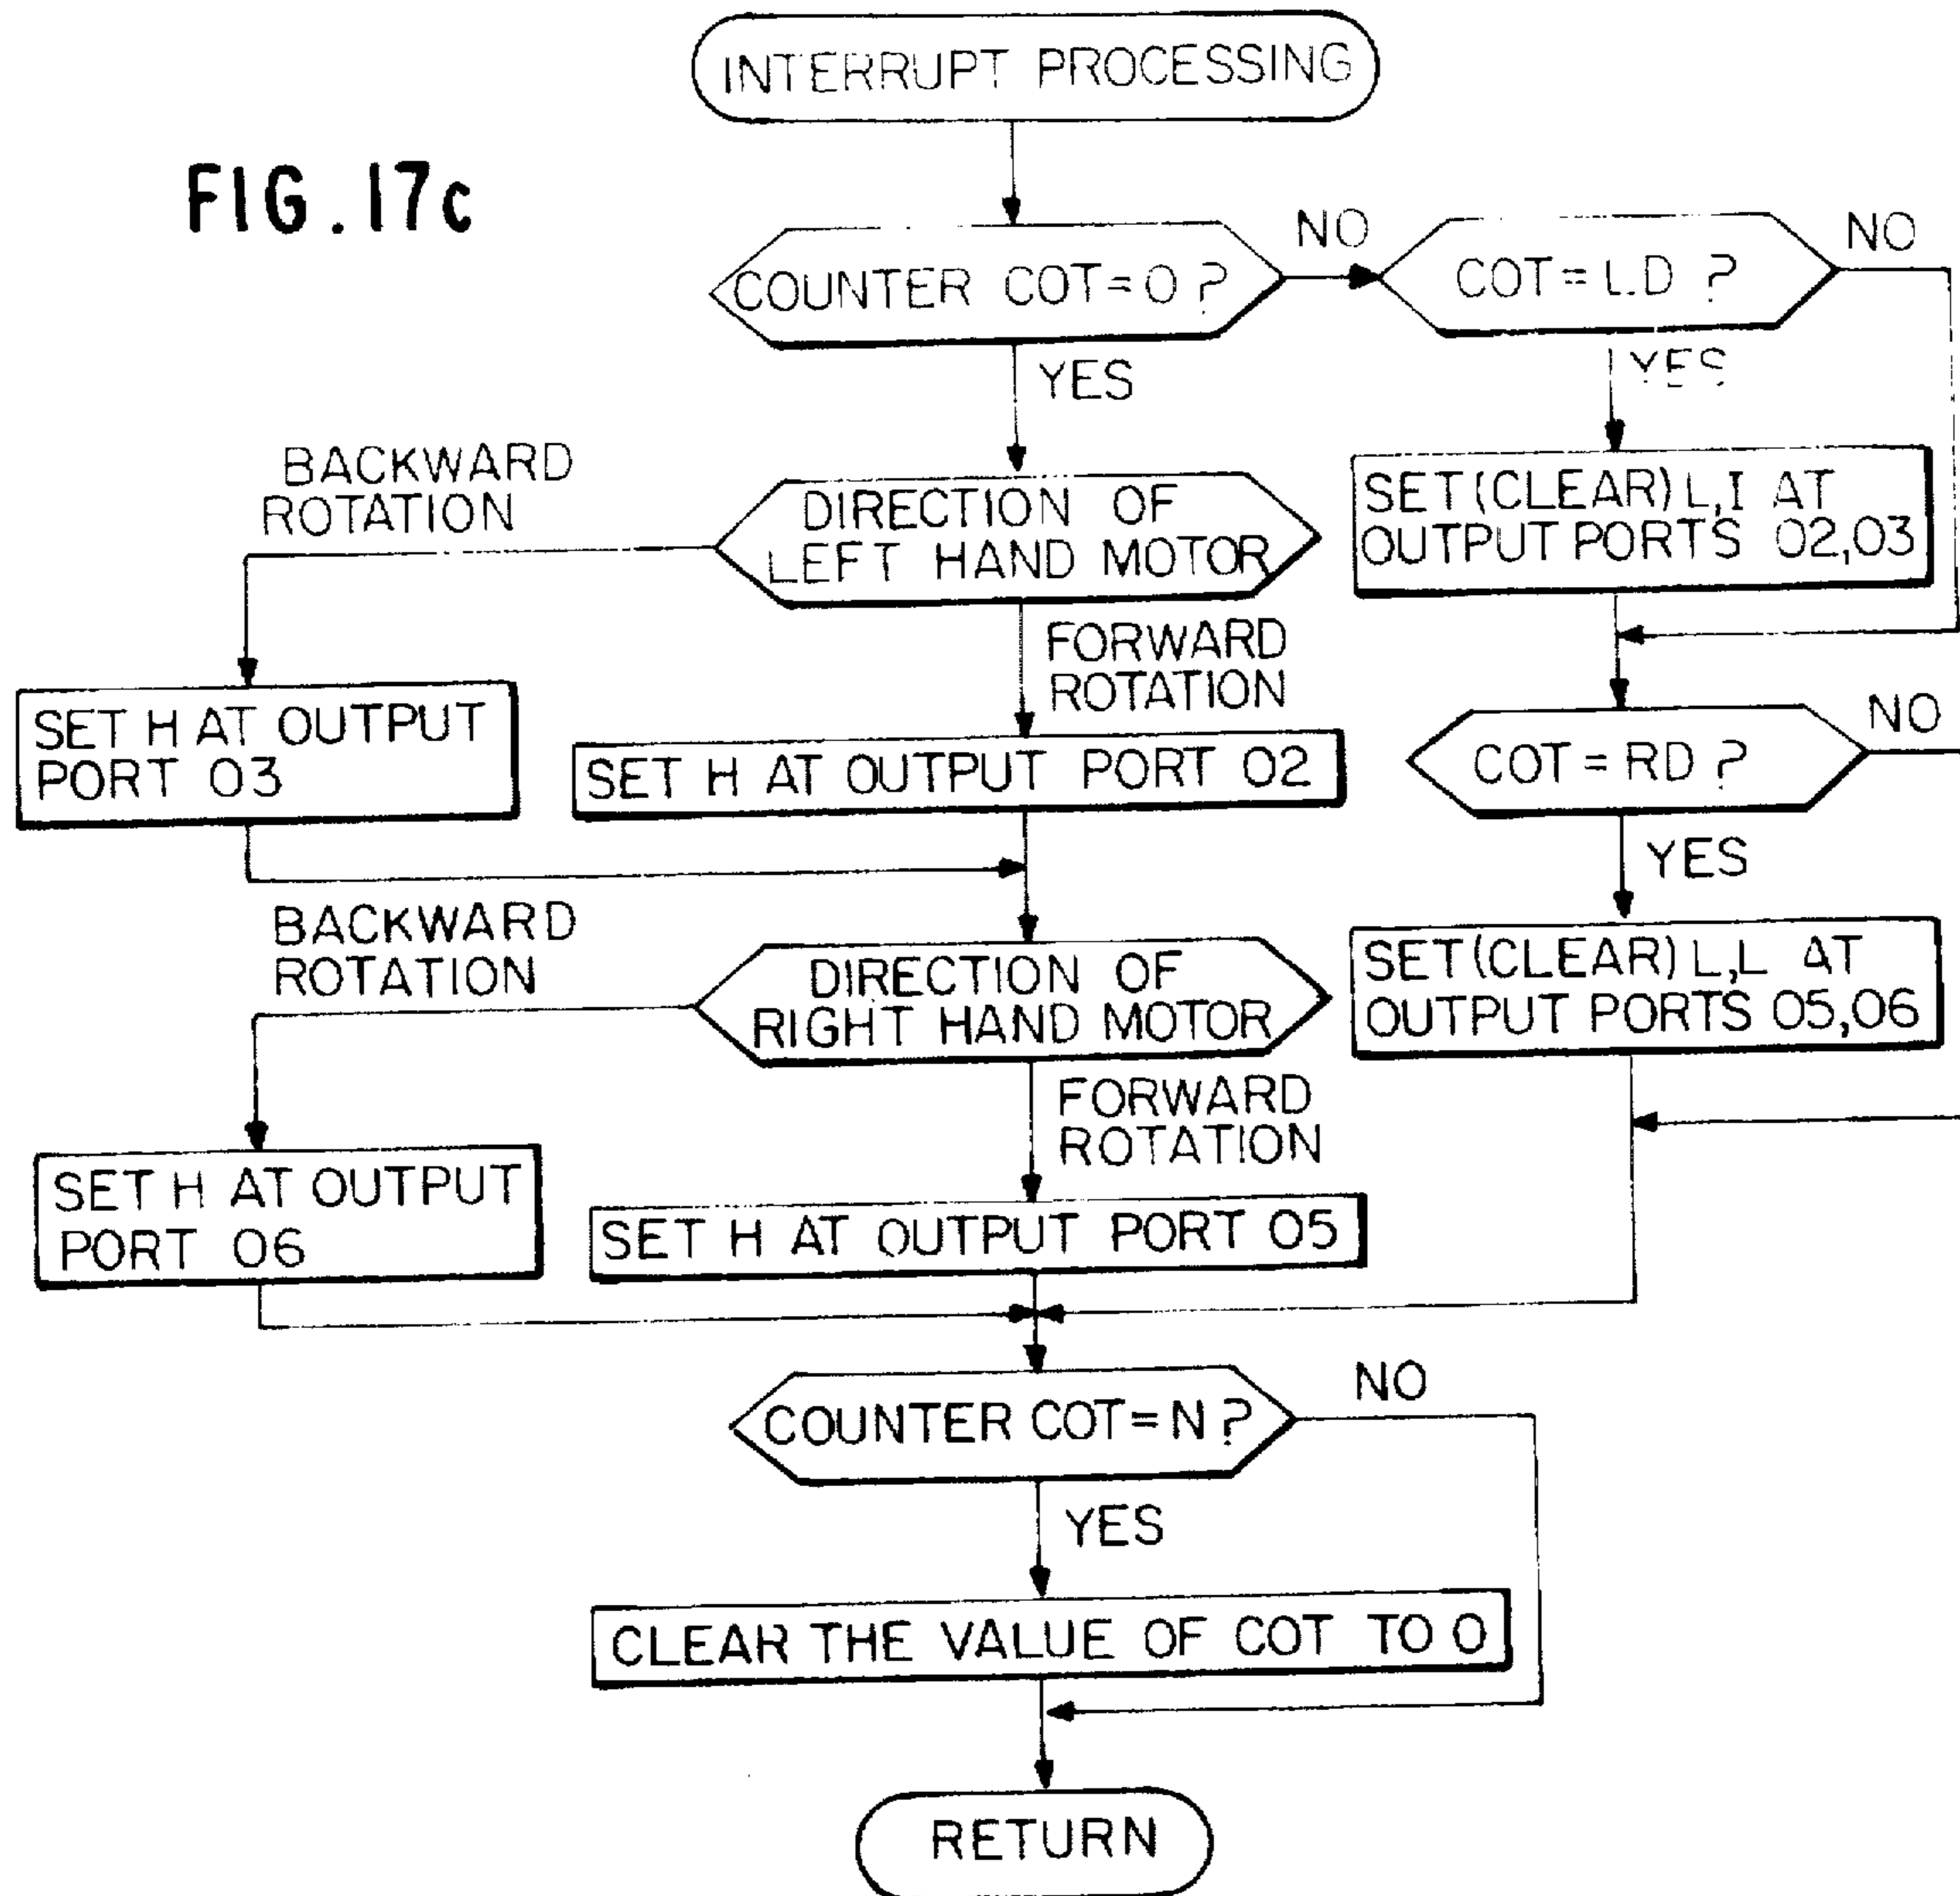 INTERRUPT PROCESSING
FIG. 17c
COUNTER COT=0?
NO
COT=LD ?
NO
YES
YES
BACKWARD
ROTATION
DIRECTION OF
LEFT HAND MOTOR
SET(CLEAR) L,I AT
OUTPUT PORTS 02,03
FORWARD
ROTATION
SET H AT OUTPUT
PORT 03
SET H AT OUTPUT PORT 02
COT=RD ?
NO
YES
BACKWARD
ROTATION
DIRECTION OF
RIGHT HAND MOTOR
SET(CLEAR) L,L AT
OUTPUT PORTS 05,06
FORWARD
ROTATION
SET H AT OUTPUT
PORT 06
SET H AT OUTPUT PORT 05
COUNTER COT=N?
NO
YES
CLEAR THE VALUE OF COT TO 0
RETURN